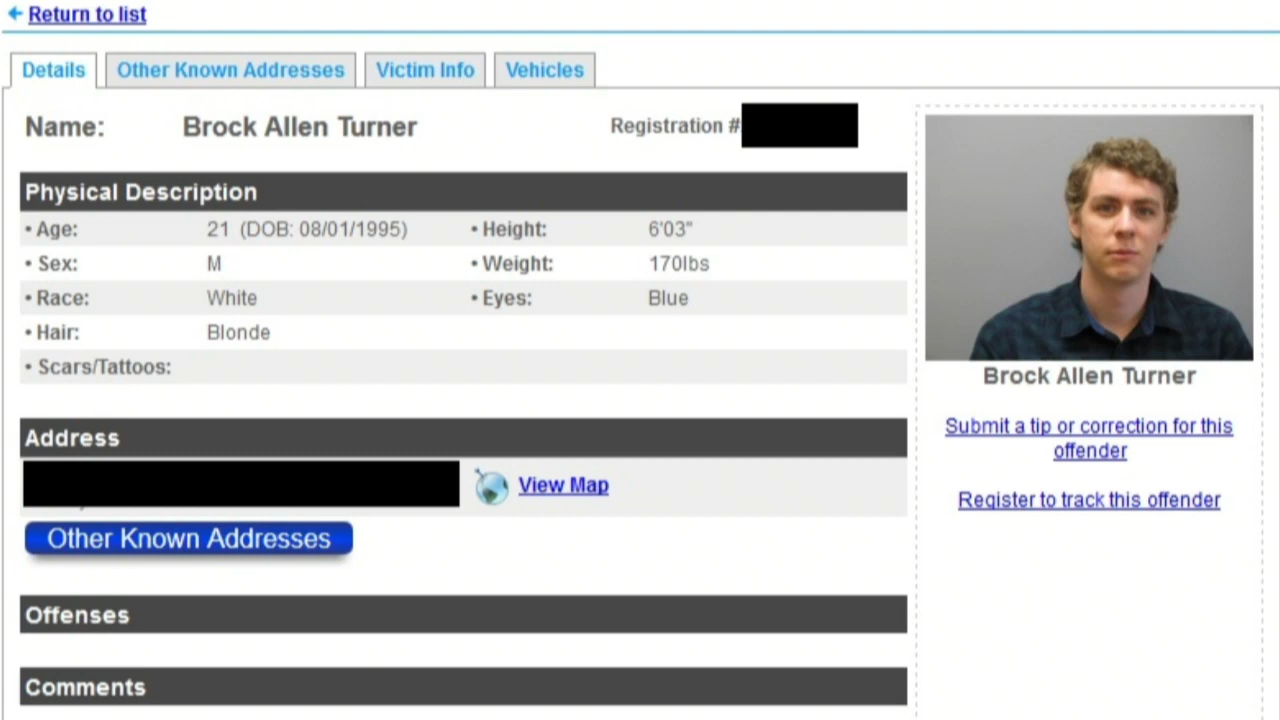 Return to list
Details Other Known Addresses Victim Info Vehicles
Name: Brock Allen Turner Registration #
Physical Description
• Age: 21 (DOB: 08/01/1995) • Height: 6'03"
• Sex: M • Weight: 170lbs
• Race: White • Eyes: Blue
• Hair: Blonde
• Scars/Tattoos:
Address
View Map
Other Known Addresses
Offenses
Comments
Brock Allen Turner
Submit a tip or correction for this
offender
Register to track this offender